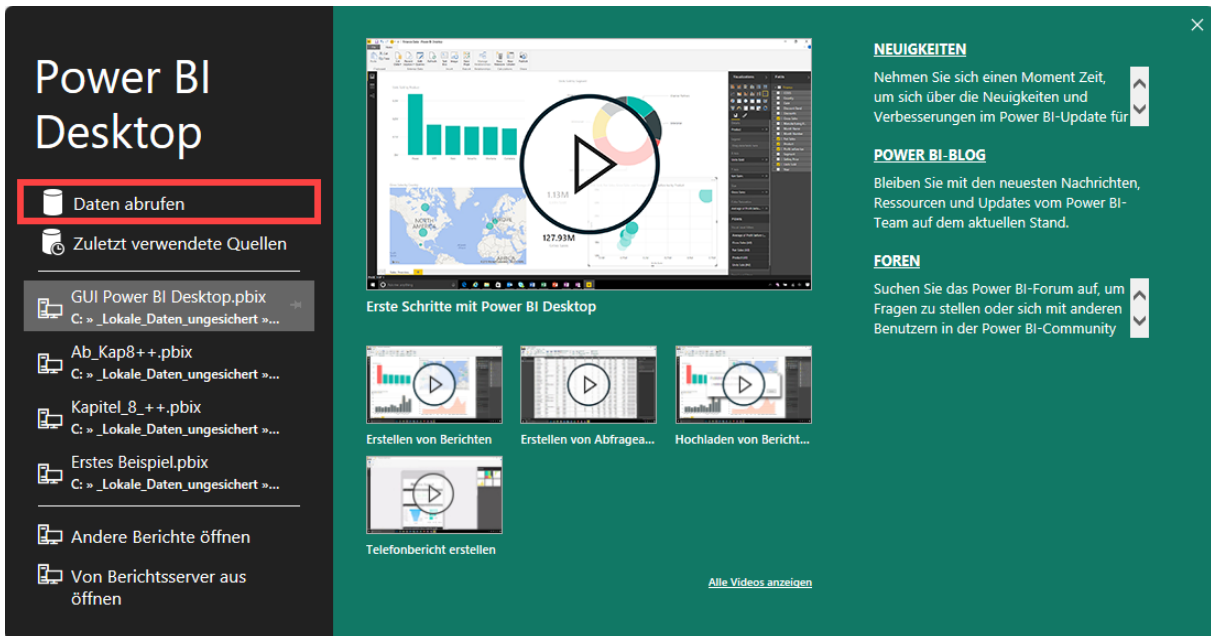 Power BI
Desktop
Daten abrufen
Zuletzt verwendete Quellen
GUI Power BI Desktop.pbix
C: » _Lokale_Daten_ungesichert »...
Ab_Kap8++.pbix
C: » _Lokale_Daten_ungesichert »...
Kapitel_8_++.pbix
C: » _Lokale_Daten_ungesichert »...
Erstes Beispiel.pbix
C: » _Lokale_Daten_ungesichert »...
Andere Berichte öffnen
Von Berichtsserver aus
öffnen
NORTH
AMERICA
1.13M
127.93M
Erste Schritte mit Power BI Desktop
Erstellen von Berichten
Erstellen von Abfragea...
Hochladen von Bericht...
Telefonbericht erstellen
Alle Videos anzeigen
NEUIGKEITEN
Nehmen Sie sich einen Moment Zeit,
um sich über die Neuigkeiten und
Verbesserungen im Power BI-Update für
POWER BI-BLOG
Bleiben Sie mit den neuesten Nachrichten,
Ressourcen und Updates vom Power BI-
Team auf dem aktuellen Stand.
FOREN
Suchen Sie das Power BI-Forum auf, um
Fragen zu stellen oder sich mit anderen
Benutzern in der Power BI-Community